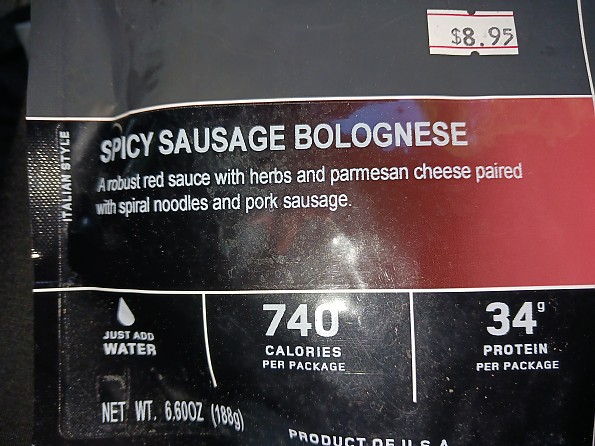 $8.95
ITALIAN STYLE
SPICY SAUSAGE BOLOGNESE
A robust red sauce with herbs and parmesan cheese paired
with spiral noodles and pork sausage.
JUST ADD
WATER
740
CALORIES
PER PACKAGE
34g
PROTEIN
PER PACKAGE
NET WT. 6.60OZ (188g)
PRODUCT OF U.S.A.